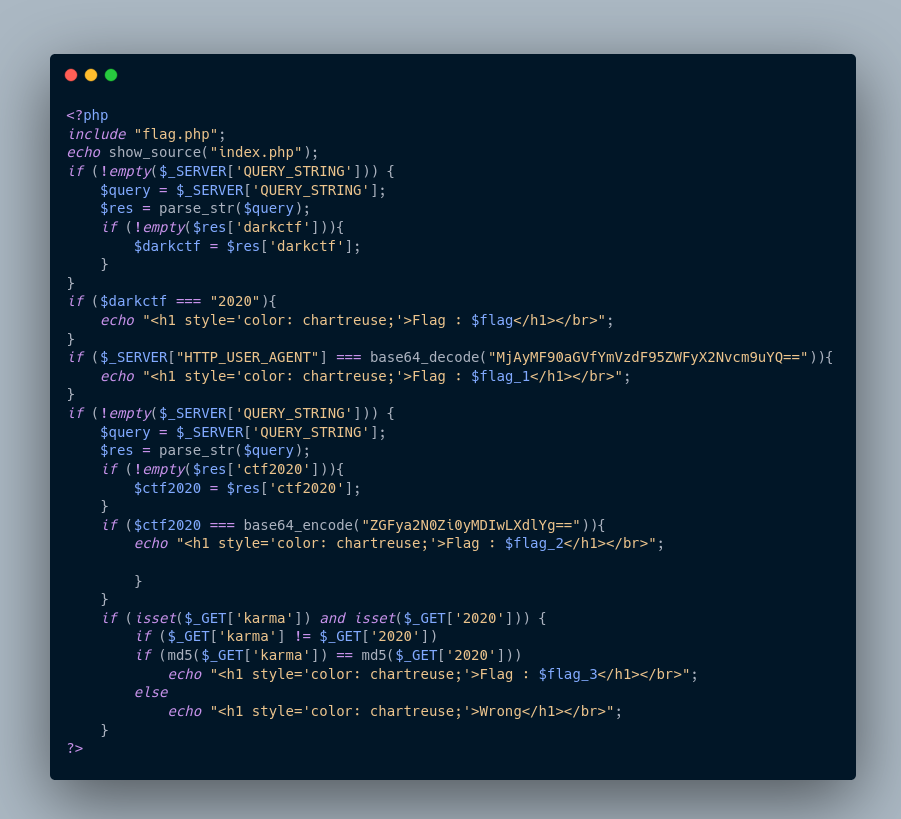 <?php
include "flag.php";
echo show_source("index.php");
if (!empty($_SERVER['QUERY_STRING'])) {
    $query = $_SERVER['QUERY_STRING'];
    $res = parse_str($query);
    if (!empty($res['darkctf'])){
        $darkctf = $res['darkctf'];
    }
}
if ($darkctf === "2020"){
    echo "<h1 style='color: chartreuse;'>Flag : $flag</h1></br>";
}
if ($_SERVER["HTTP_USER_AGENT"] === base64_decode("MjAyMF90aGVfYmVzdF95ZWFyX2Nvcm9uYQ==")){
    echo "<h1 style='color: chartreuse;'>Flag : $flag_1</h1></br>";
}
if (!empty($_SERVER['QUERY_STRING'])) {
    $query = $_SERVER['QUERY_STRING'];
    $res = parse_str($query);
    if (!empty($res['ctf2020'])){
        $ctf2020 = $res['ctf2020'];
    }
    if ($ctf2020 === base64_encode("ZGFya2N0Zi0yMDIwLXdlYg==")){
        echo "<h1 style='color: chartreuse;'>Flag : $flag_2</h1></br>";

        }
    }
    if (isset($_GET['karma']) and isset($_GET['2020'])) {
        if ($_GET['karma'] != $_GET['2020'])
        if (md5($_GET['karma']) == md5($_GET['2020']))
            echo "<h1 style='color: chartreuse;'>Flag : $flag_3</h1></br>";
        else
            echo "<h1 style='color: chartreuse;'>Wrong</h1></br>";
    }
?>